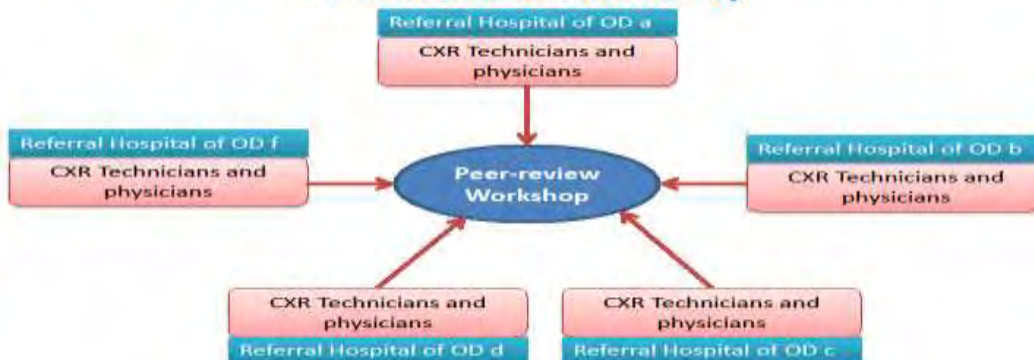 Referral Hospital of OD a
CXR Technicians and
physicians
Referral Hospital of OD f
CXR Technicians and
physicians
Referral Hospital of OD b
CXR Technicians and
physicians
Peer-review
Workshop
CXR Technicians and
physicians
Referral Hospital of OD d
CXR Technicians and
physicians
Referral Hospital of OD c